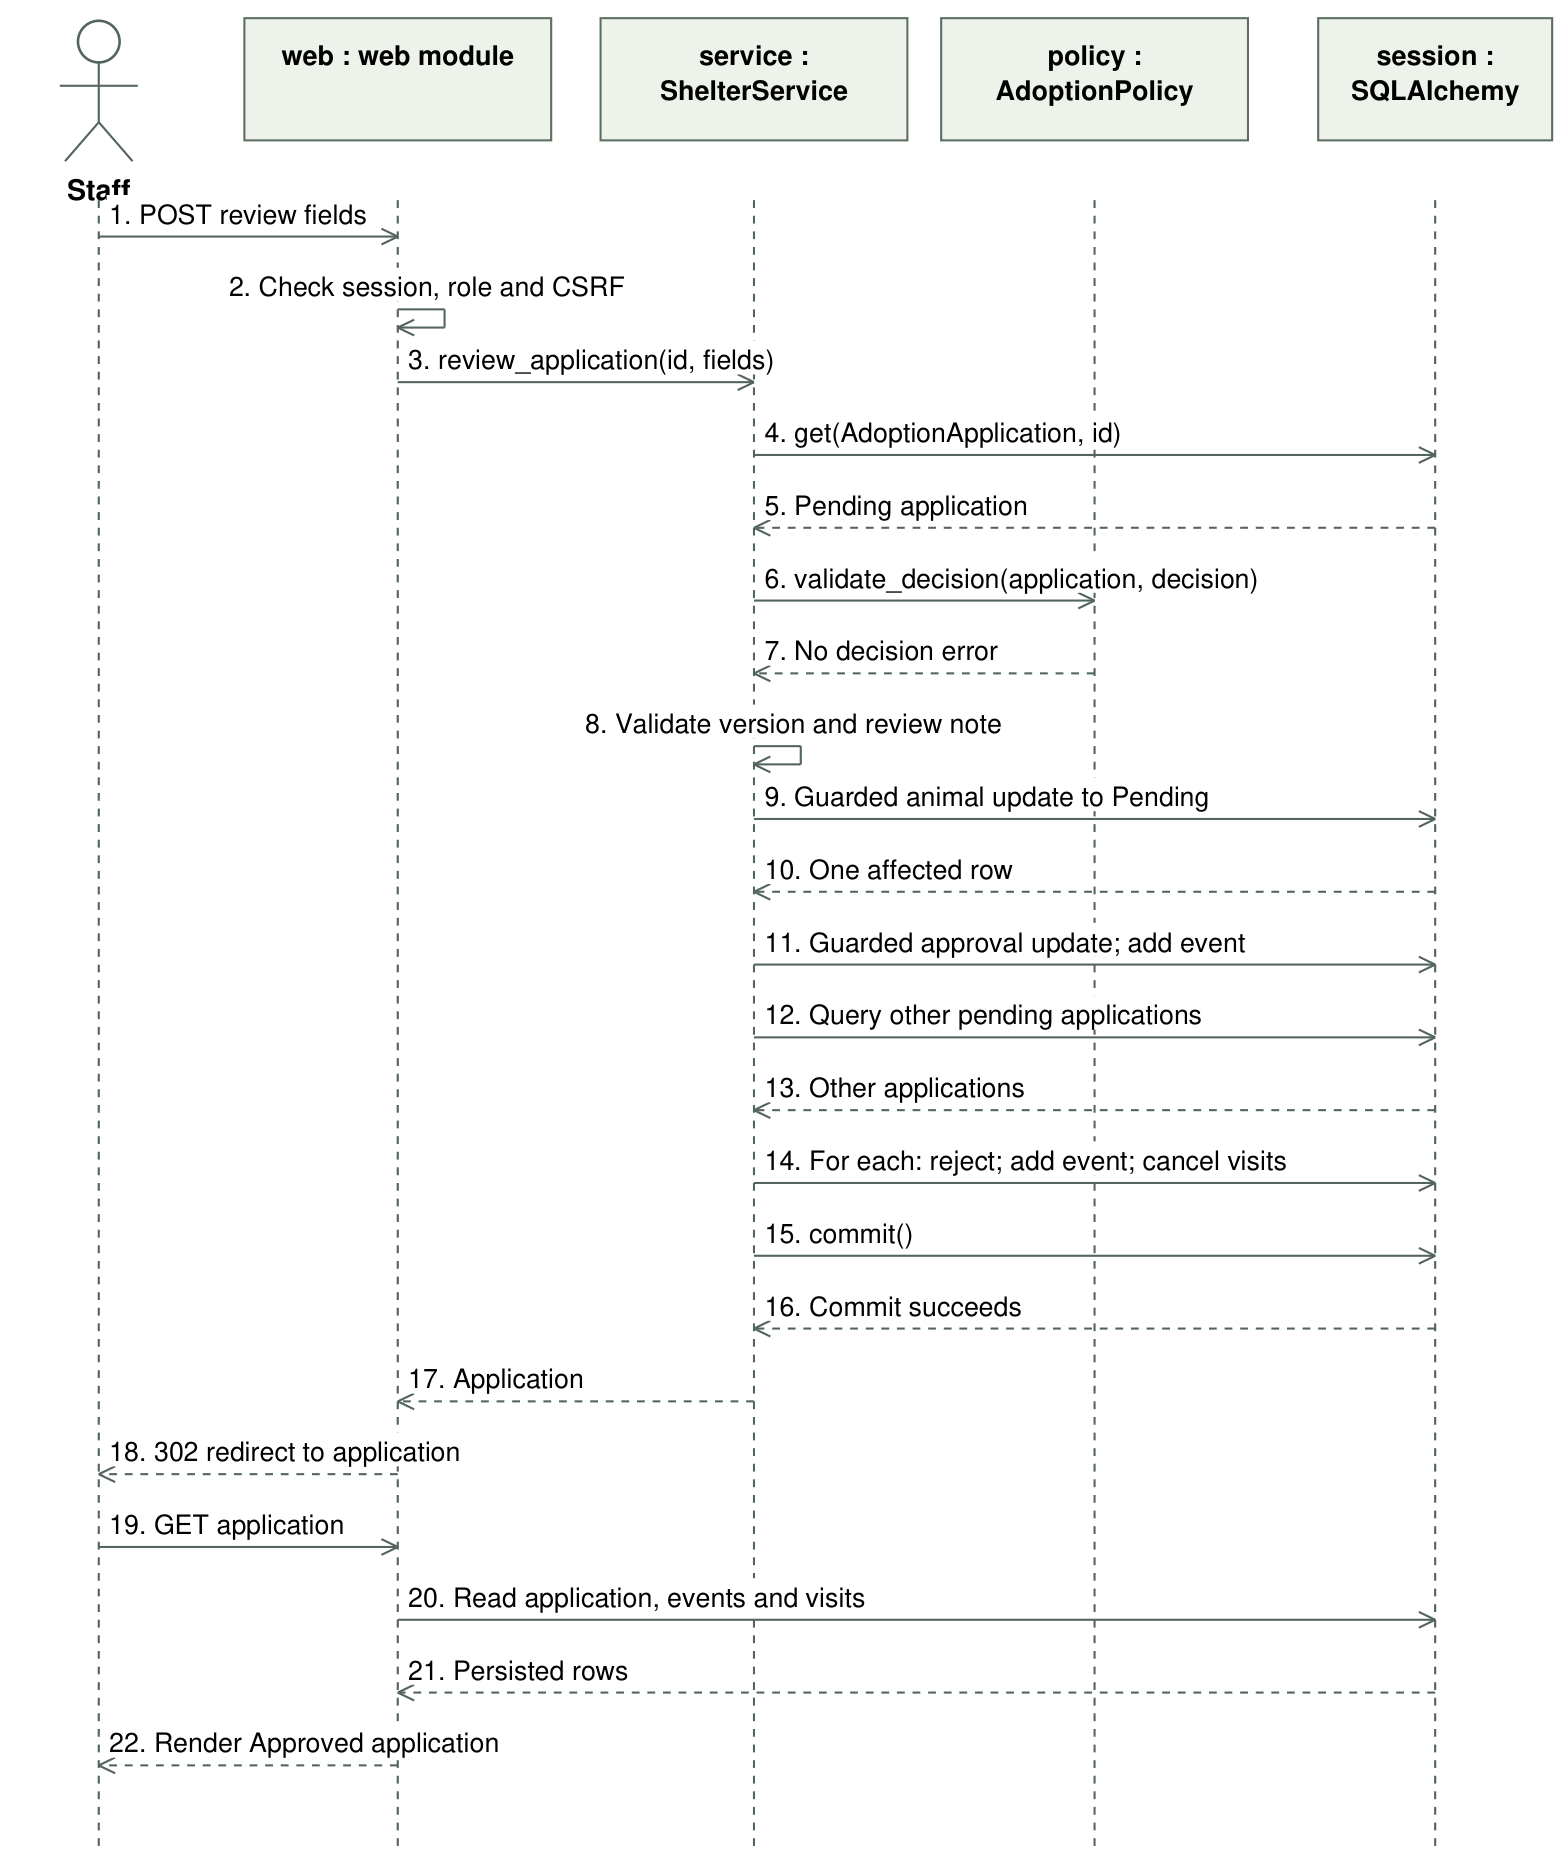 web : web module
service :
ShelterService
policy :
AdoptionPolicy
session :
SQLAlchemy
Staff
1. POST review fields
2. Check session, role and CSRF
3. review_application(id, fields)
4. get(AdoptionApplication, id)
5. Pending application
6. validate_decision(application, decision)
7. No decision error
8. Validate version and review note
9. Guarded animal update to Pending
10. One affected row
11. Guarded approval update; add event
12. Query other pending applications
13. Other applications
14. For each: reject; add event; cancel visits
15. commit()
16. Commit succeeds
17. Application
18. 302 redirect to application
19. GET application
20. Read application, events and visits
21. Persisted rows
22. Render Approved application